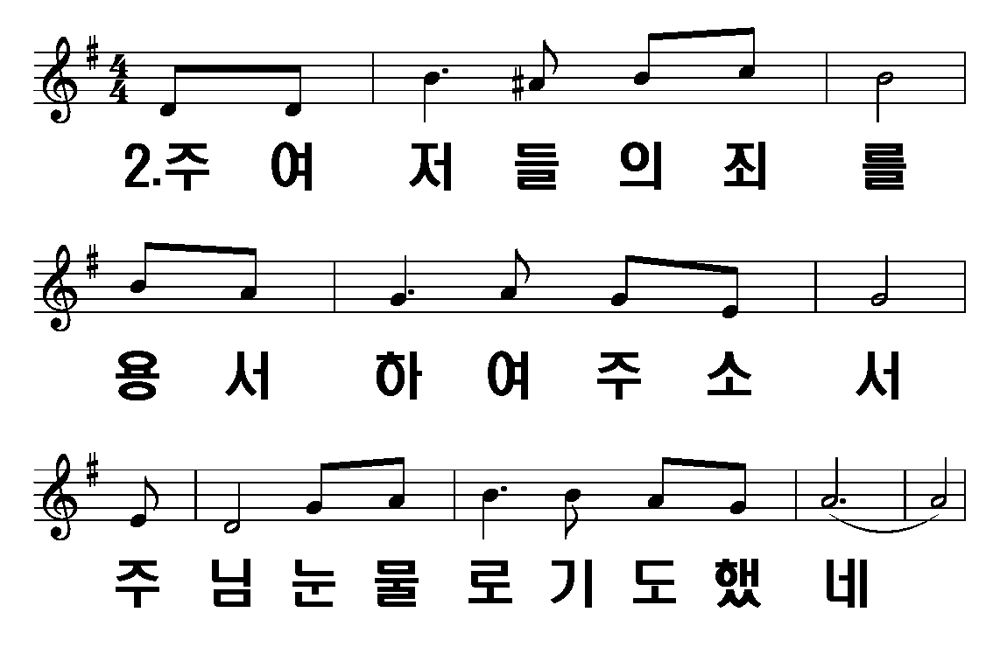 2.주 여 저 들 의 죄 를
용 서 하 여 주 소 서
주 님 눈 물 로 기 도 했 네